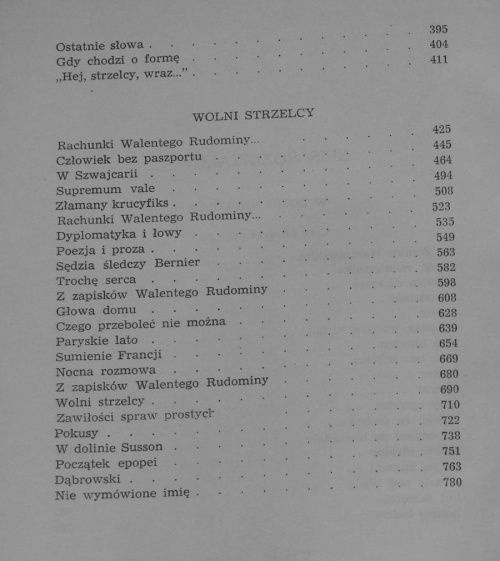 Ostatnie słowa . . . . . . . . . . 395
Gdy chodzi o formę . . . . . . . . . 404
„Hej, strzelcy, wraz...” . . . . . . . . . 411
WOLNI STRZELCY
Rachunki Walentego Rudominy... . . . . . . 425
Człowiek bez paszportu . . . . . . . . 445
W Szwajcarii . . . . . . . . . . 464
Supremum vale . . . . . . . . . . 494
Złamany krucyfiks . . . . . . . . . . 508
Rachunki Walentego Rudominy... . . . . . . 523
Dyplomatyka i łowy . . . . . . . . . 535
Poezja i proza . . . . . . . . . . 549
Sędzia śledczy Bernier . . . . . . . . 563
Trochę serca . . . . . . . . . . 582
Z zapisków Walentego Rudominy . . . . . . 598
Głowa domu . . . . . . . . . . 608
Czego przeboleć nie można . . . . . . . 628
Paryskie lato . . . . . . . . . . 639
Sumienie Francji . . . . . . . . . . 654
Nocna rozmowa . . . . . . . . . . 669
Z zapisków Walentego Rudominy . . . . . . 680
Wolni strzelcy . . . . . . . . . . 690
Zawiłości spraw prostych . . . . . . . 710
Pokusy . . . . . . . . . . . . 722
W dolinie Susson . . . . . . . . . . 738
Początek epopei . . . . . . . . . . 751
Dąbrowski . . . . . . . . . . . 763
Nie wymówione imię . . . . . . . . . 780